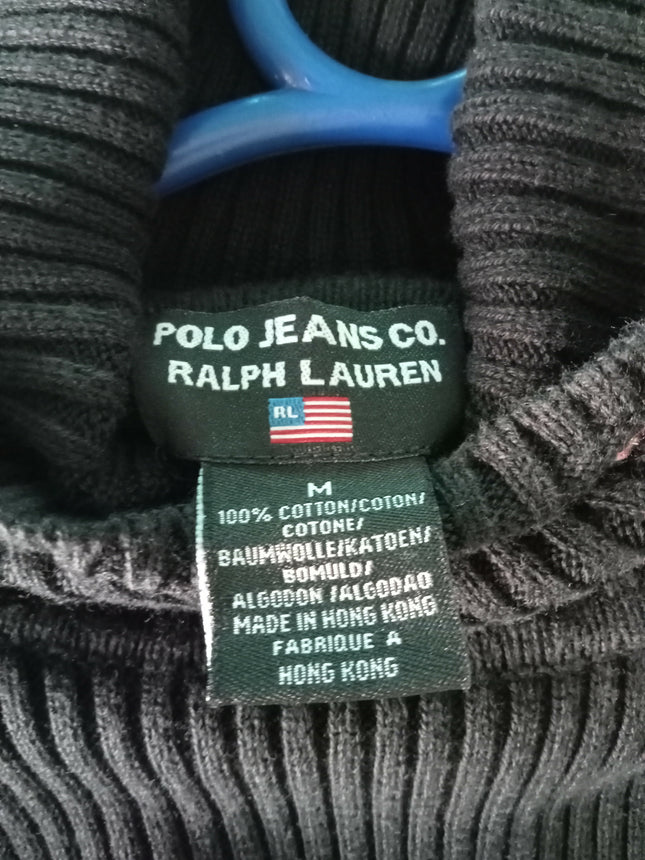 POLO JEANS CO.
RALPH LAUREN
RL
M
100% COTTON/COTON/
COTONE/
BAUMWOLLE/KATOEN/
BOMULD/
ALGODON /ALGODAO
MADE IN HONG KONG
FABRIQUE A
HONG KONG